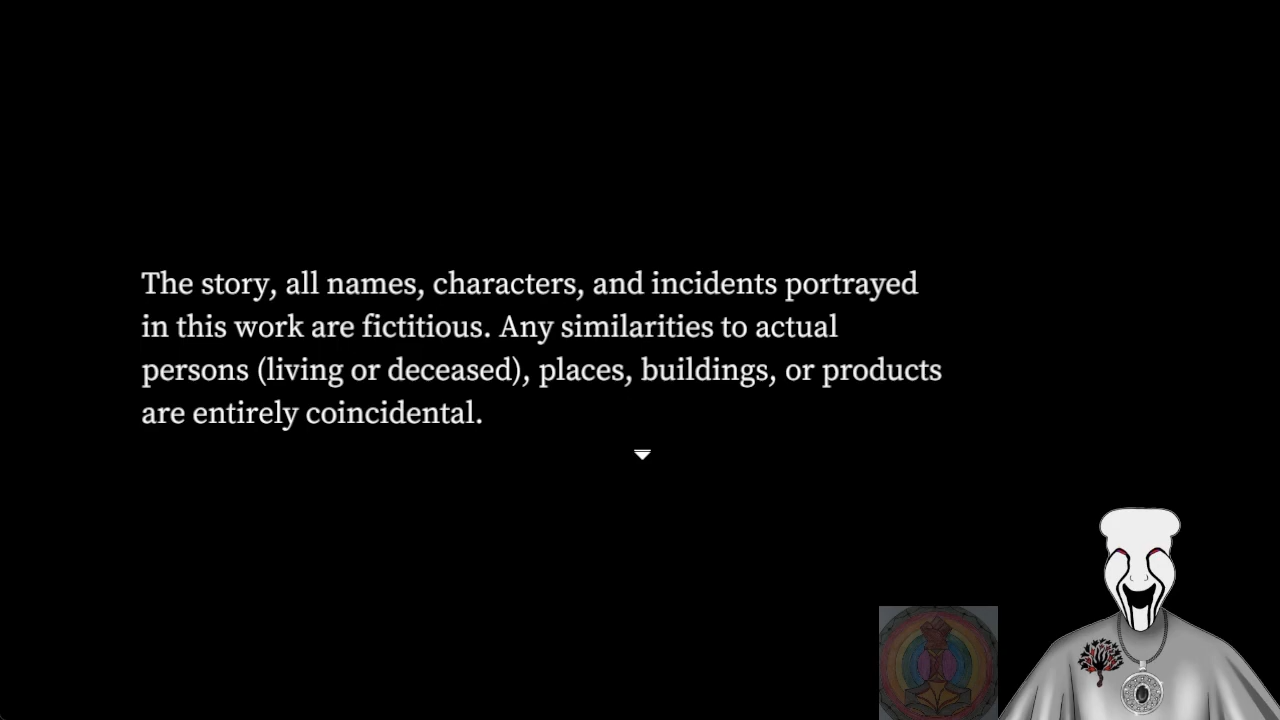 The story, all names, characters, and incidents portrayed
in this work are fictitious. Any similarities to actual
persons (living or deceased), places, buildings, or products
are entirely coincidental.